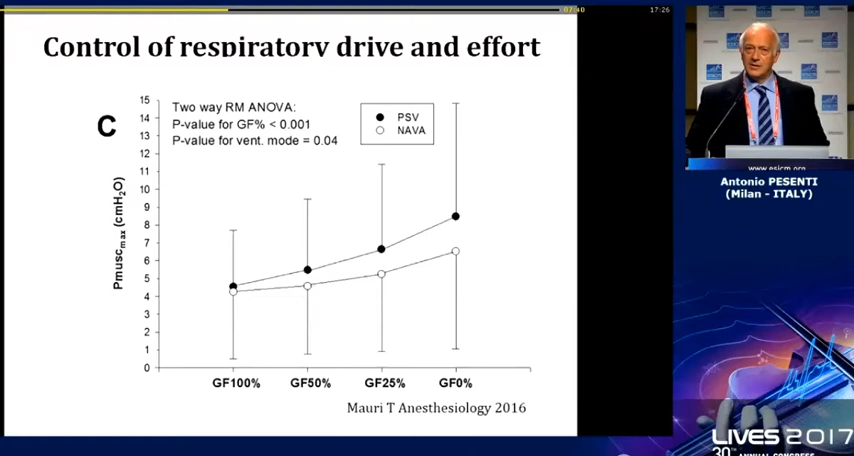 07:40
17:26
Control of respiratory drive and effort
C
Two way RM ANOVA:
P-value for GF% < 0.001
P-value for vent. mode = 0.04
PSV
NAVA
15
14
13
12
11
10
9
8
7
6
5
4
3
2
1
0
Pmusc_max (cmH₂O)
GF100%
GF50%
GF25%
GF0%
Mauri T Anesthesiology 2016
www.esicm.org
Antonio PESENTI
(Milan - ITALY)
LIVES 2017
30TH ANNUAL CONGRESS